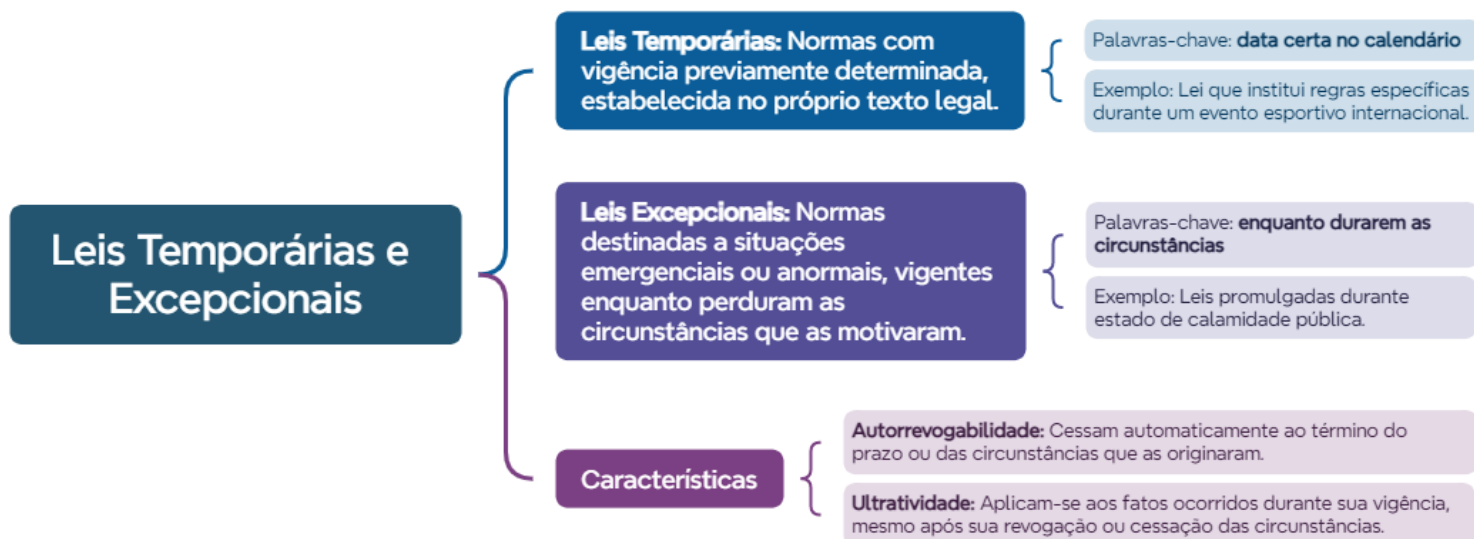 Leis Temporárias e
Excepcionais
Leis Temporárias: Normas com
vigência previamente determinada,
estabelecida no próprio texto legal.
Palavras-chave: data certa no calendário
Exemplo: Lei que institui regras específicas
durante um evento esportivo internacional.
Leis Excepcionais: Normas
destinadas a situações
emergenciais ou anormais, vigentes
enquanto perduram as
circunstâncias que as motivaram.
Palavras-chave: enquanto durarem as
circunstâncias
Exemplo: Leis promulgadas durante
estado de calamidade pública.
Características
Autorrevogabilidade: Cessam automaticamente ao término do
prazo ou das circunstâncias que as originaram.
Ultratividade: Aplicam-se aos fatos ocorridos durante sua vigência,
mesmo após sua revogação ou cessação das circunstâncias.